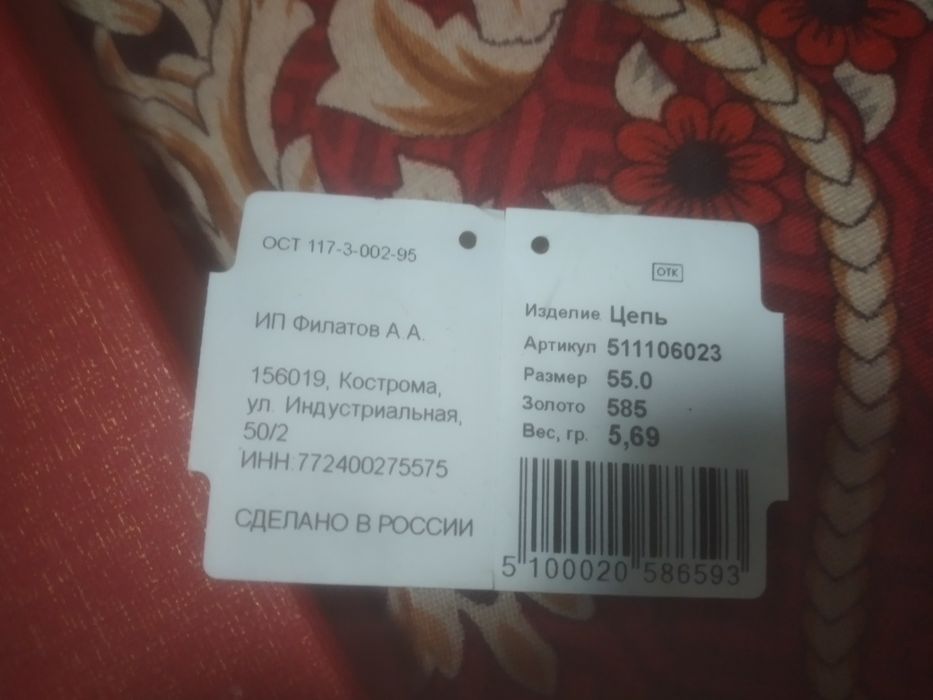 ОСТ 117-3-002-95
ИП Филатов А.А.
156019, Кострома,
ул. Индустриальная,
50/2
ИНН 772400275575
СДЕЛАНО В РОССИИ
ОТК
Изделие Цепь
Артикул 511106023
Размер 55.0
Золото 585
Вес, гр. 5,69
5 100020 586593